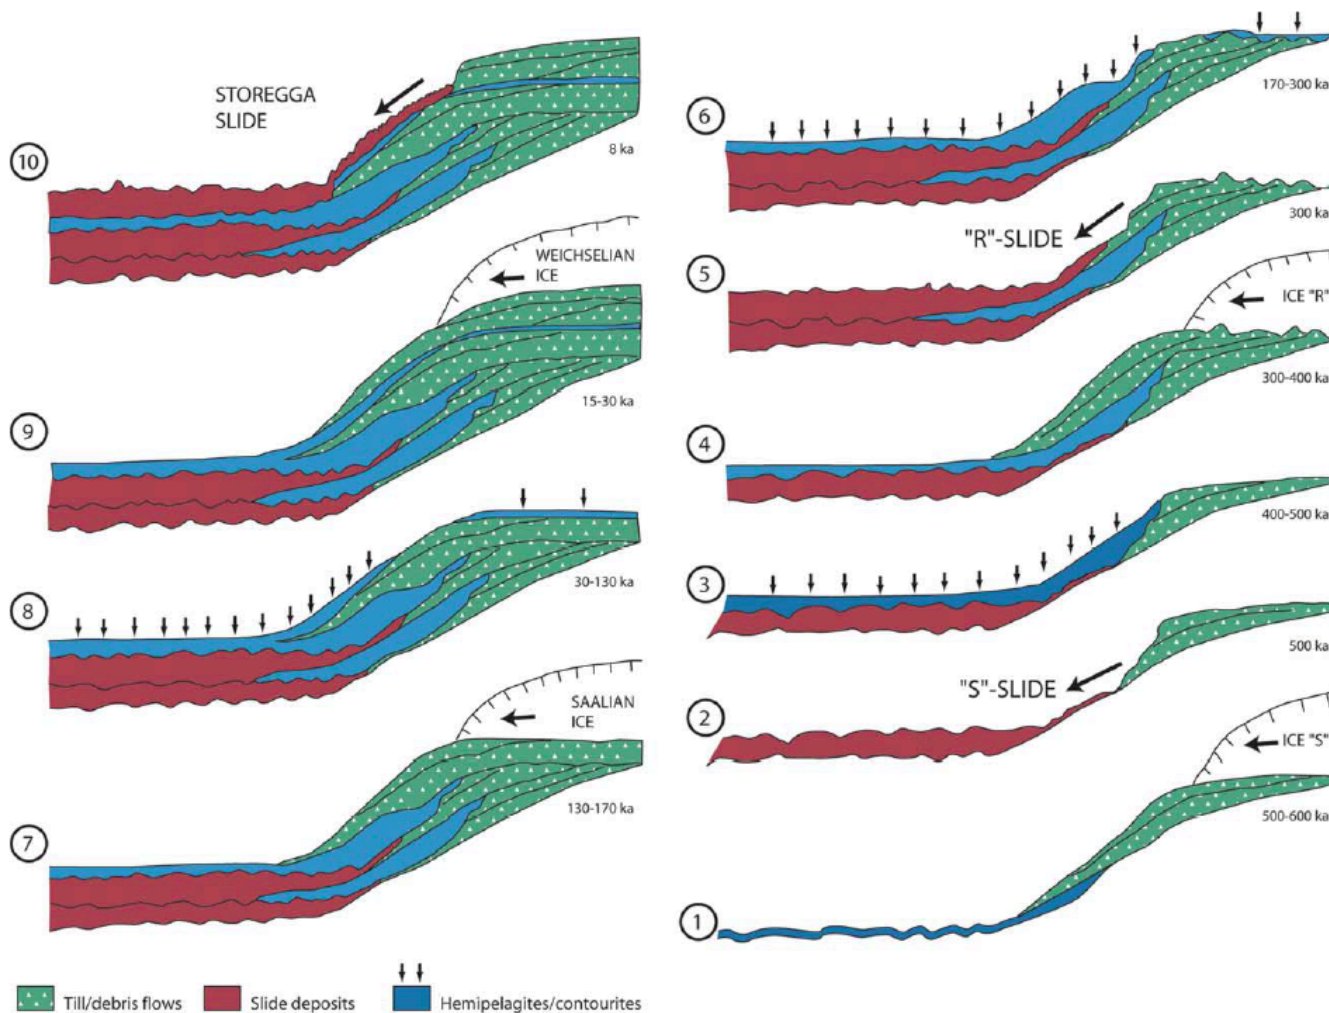 STOREGGA
SLIDE
10
8 ka
WEICHSELIAN
ICE
9
15-30 ka
8
30-130 ka
SAALIAN
ICE
7
130-170 ka
6
170-300 ka
"R"-SLIDE
5
300 ka
ICE "R"
4
300-400 ka
3
400-500 ka
"S"-SLIDE
2
500 ka
ICE "S"
1
500-600 ka
Till/debris flows
Slide deposits
Hemipelagites/contourites